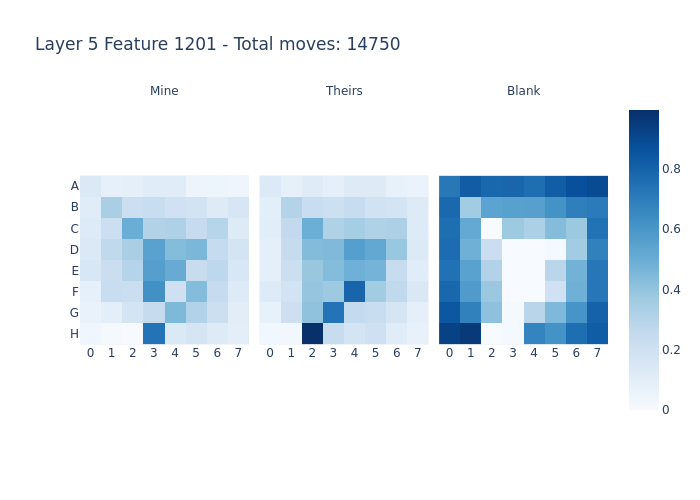 Layer 5 Feature 1201 - Total moves: 14750
Mine Theirs Blank
A
B
C
D
E
F
G
H
0 1 2 3 4 5 6 7 0 1 2 3 4 5 6 7 0 1 2 3 4 5 6 7
0.8
0.6
0.4
0.2
0